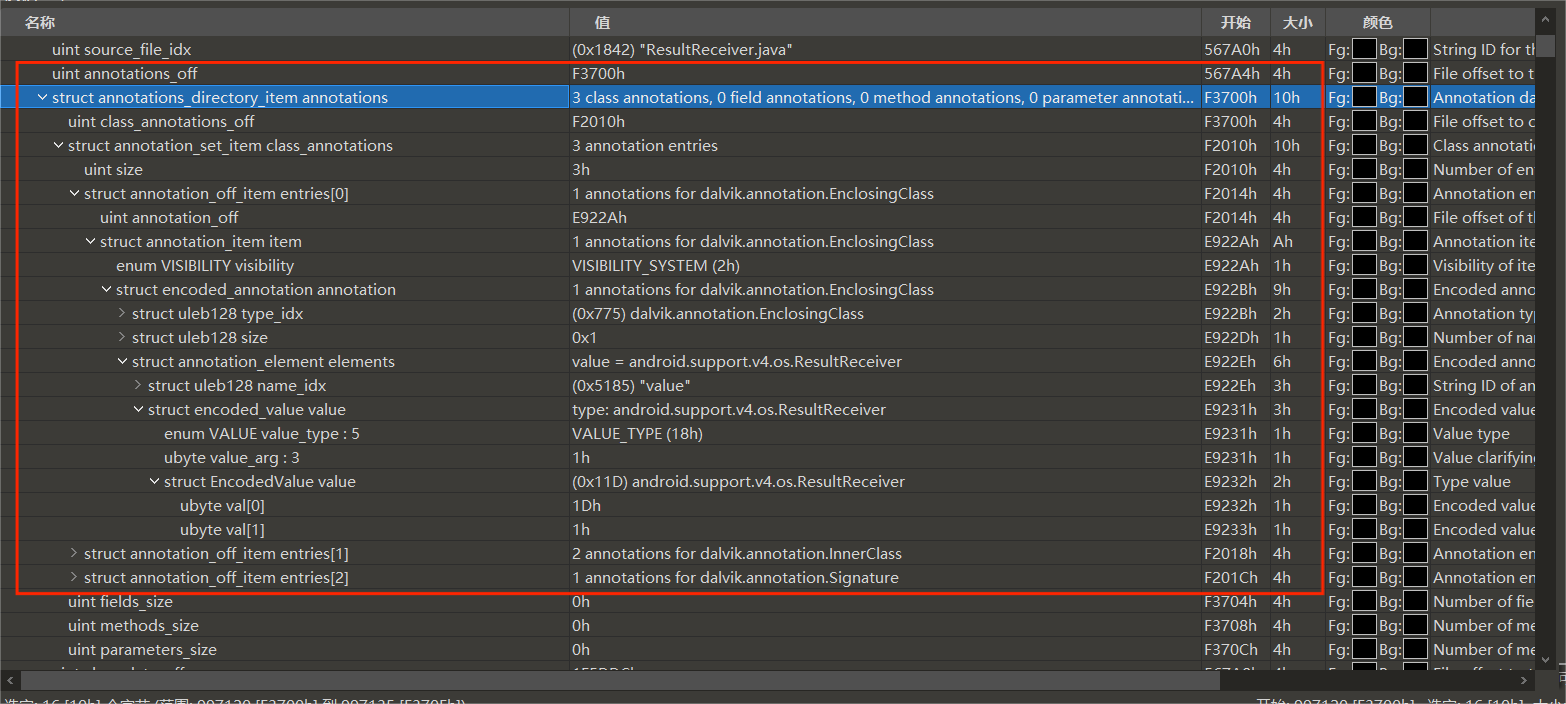 名称 值 开始 大小 颜色
uint source_file_idx (0x1842) "ResultReceiver.java" 567A0h 4h Fg: Bg: String ID for th
uint annotations_off F3700h 567A4h 4h Fg: Bg: File offset to t
struct annotations_directory_item annotations 3 class annotations, 0 field annotations, 0 method annotations, 0 parameter annotati... F3700h 10h Fg: Bg: Annotation da
uint class_annotations_off F2010h F3700h 4h Fg: Bg: File offset to c
struct annotation_set_item class_annotations 3 annotation entries F2010h 10h Fg: Bg: Class annotatio
uint size 3h F2010h 4h Fg: Bg: Number of en
struct annotation_off_item entries[0] 1 annotations for dalvik.annotation.EnclosingClass F2014h 4h Fg: Bg: Annotation en
uint annotation_off E922Ah F2014h 4h Fg: Bg: File offset of th
struct annotation_item item 1 annotations for dalvik.annotation.EnclosingClass E922Ah Ah Fg: Bg: Annotation ite
enum VISIBILITY visibility VISIBILITY_SYSTEM (2h) E922Ah 1h Fg: Bg: Visibility of ite
struct encoded_annotation annotation 1 annotations for dalvik.annotation.EnclosingClass E922Bh 9h Fg: Bg: Encoded anno
struct uleb128 type_idx (0x775) dalvik.annotation.EnclosingClass E922Bh 2h Fg: Bg: Annotation typ
struct uleb128 size 0x1 E922Dh 1h Fg: Bg: Number of nar
struct annotation_element elements value = android.support.v4.os.ResultReceiver E922Eh 6h Fg: Bg: Encoded anno
struct uleb128 name_idx (0x5185) "value" E922Eh 3h Fg: Bg: String ID of an
struct encoded_value value type: android.support.v4.os.ResultReceiver E9231h 3h Fg: Bg: Encoded value
enum VALUE value_type : 5 VALUE_TYPE (18h) E9231h 1h Fg: Bg: Value type
ubyte value_arg : 3 1h E9231h 1h Fg: Bg: Value clarifying
struct EncodedValue value (0x11D) android.support.v4.os.ResultReceiver E9232h 2h Fg: Bg: Type value
ubyte val[0] 1Dh E9232h 1h Fg: Bg: Encoded value
ubyte val[1] 1h E9233h 1h Fg: Bg: Encoded value
struct annotation_off_item entries[1] 2 annotations for dalvik.annotation.InnerClass F2018h 4h Fg: Bg: Annotation en
struct annotation_off_item entries[2] 1 annotations for dalvik.annotation.Signature F201Ch 4h Fg: Bg: Annotation en
uint fields_size 0h F3704h 4h Fg: Bg: Number of fie
uint methods_size 0h F3708h 4h Fg: Bg: Number of me
uint parameters_size 0h F370Ch 4h Fg: Bg: Number of me